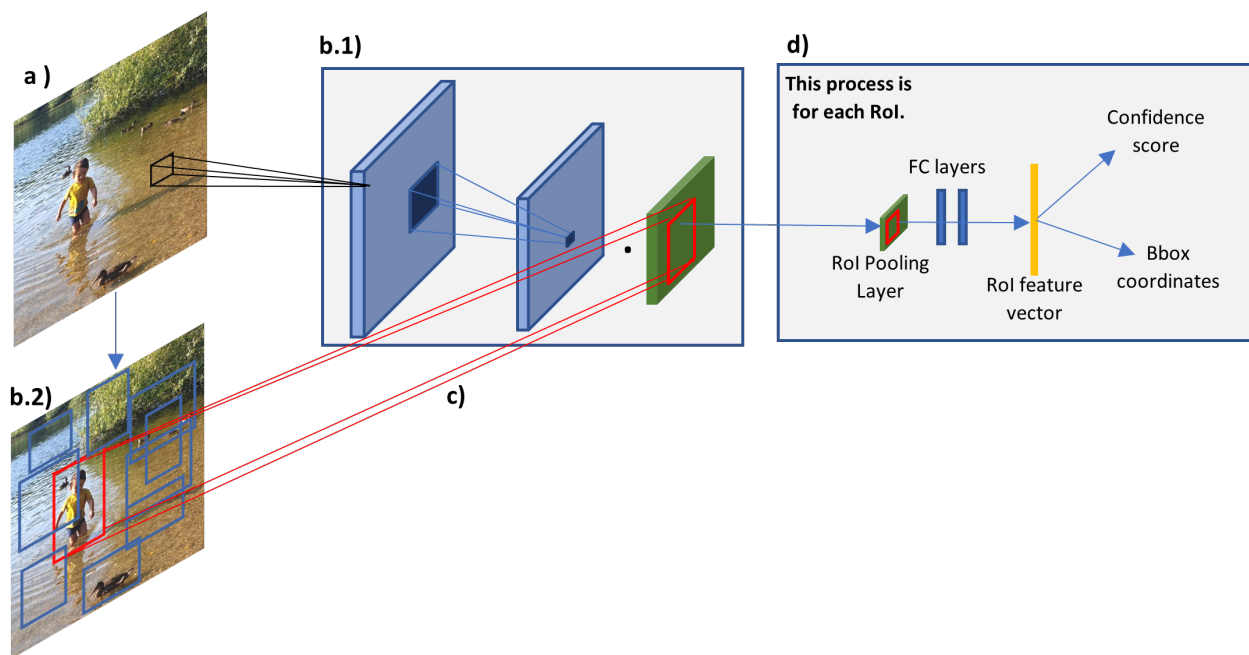 a )
b.1)
d)
This process is
for each RoI.
Confidence
score
FC layers
RoI Pooling
Layer
RoI feature
vector
Bbox
coordinates
b.2)
c)